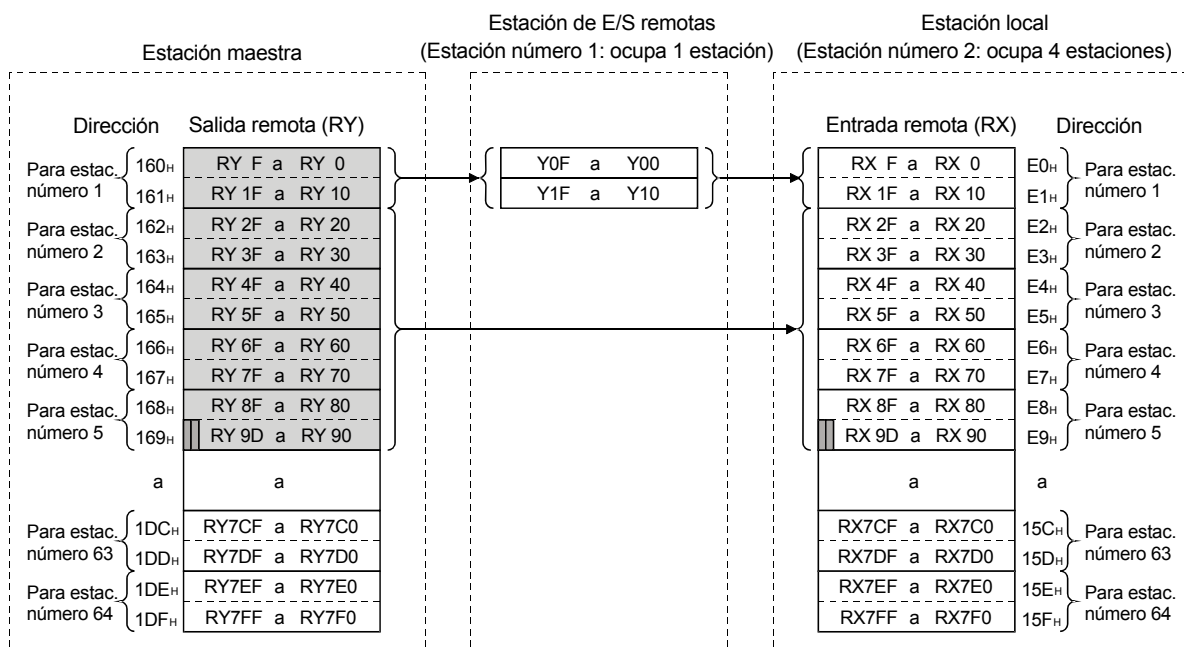 Estación maestra
Estación de E/S remotas
(Estación número 1: ocupa 1 estación)
Estación local
(Estación número 2: ocupa 4 estaciones)
Dirección Salida remota (RY)
Para estac. número 1
160H RY F a RY 0
161H RY 1F a RY 10
Para estac. número 2
162H RY 2F a RY 20
163H RY 3F a RY 30
Para estac. número 3
164H RY 4F a RY 40
165H RY 5F a RY 50
Para estac. número 4
166H RY 6F a RY 60
167H RY 7F a RY 70
Para estac. número 5
168H RY 8F a RY 80
169H RY 9D a RY 90
a a
Para estac. número 63
1DCH RY7CF a RY7C0
1DDH RY7DF a RY7D0
Para estac. número 64
1DEH RY7EF a RY7E0
1DFH RY7FF a RY7F0
Y0F a Y00
Y1F a Y10
Entrada remota (RX) Dirección
RX F a RX 0 E0H
RX 1F a RX 10 E1H
Para estac. número 1
RX 2F a RX 20 E2H
RX 3F a RX 30 E3H
Para estac. número 2
RX 4F a RX 40 E4H
RX 5F a RX 50 E5H
Para estac. número 3
RX 6F a RX 60 E6H
RX 7F a RX 70 E7H
Para estac. número 4
RX 8F a RX 80 E8H
RX 9D a RX 90 E9H
Para estac. número 5
a a
RX7CF a RX7C0 15CH
RX7DF a RX7D0 15DH
Para estac. número 63
RX7EF a RX7E0 15EH
RX7FF a RX7F0 15FH
Para estac. número 64